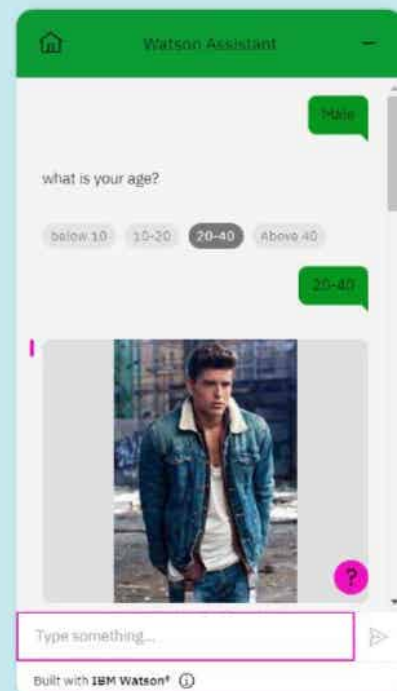 Watson Assistant
Male
what is your age?
below 10 10-20 20-40 Above 40
20-40
?
Type something...
Built with IBM Watson®